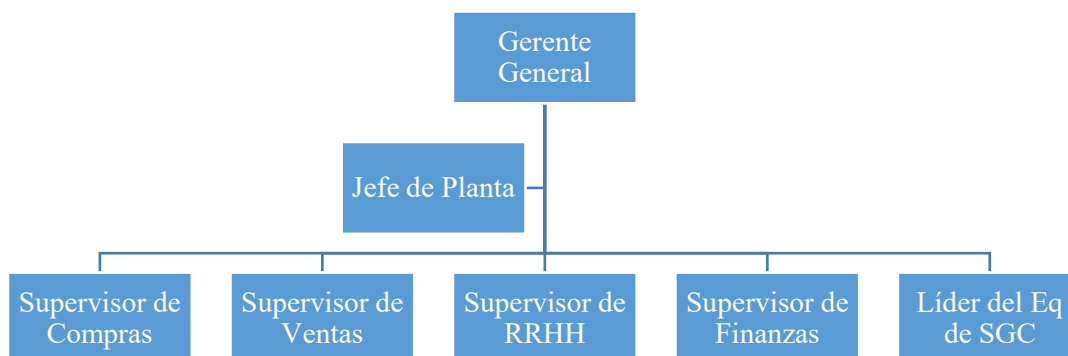 Gerente
General
Jefe de Planta
Supervisor de
Compras
Supervisor de
Ventas
Supervisor de
RRHH
Supervisor de
Finanzas
Líder del Eq
de SGC